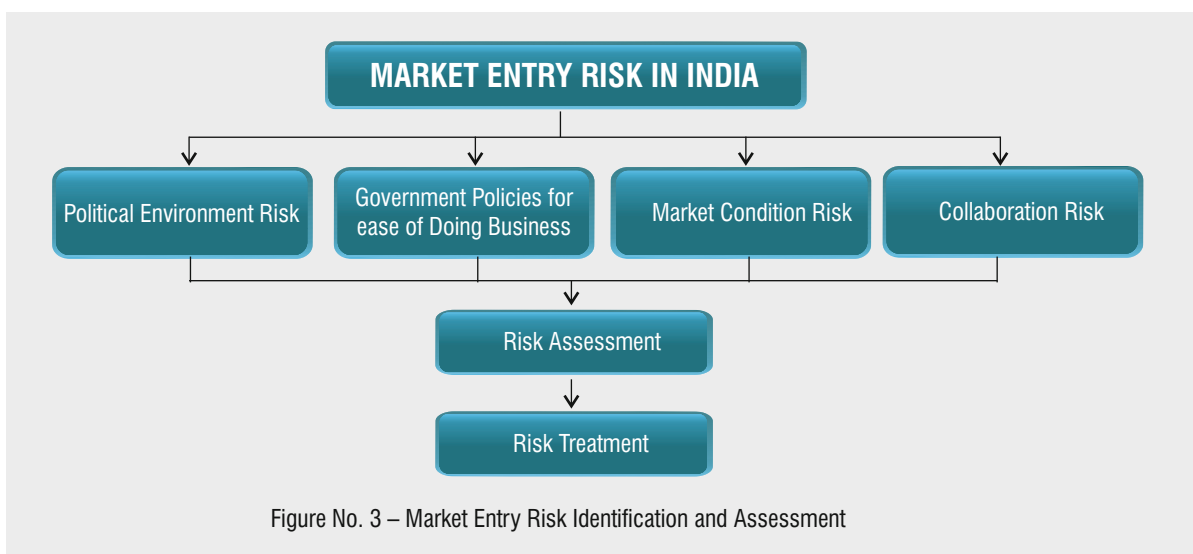 MARKET ENTRY RISK IN INDIA
Political Environment Risk
Government Policies for
ease of Doing Business
Market Condition Risk
Collaboration Risk
Risk Assessment
Risk Treatment
Figure No. 3 – Market Entry Risk Identification and Assessment